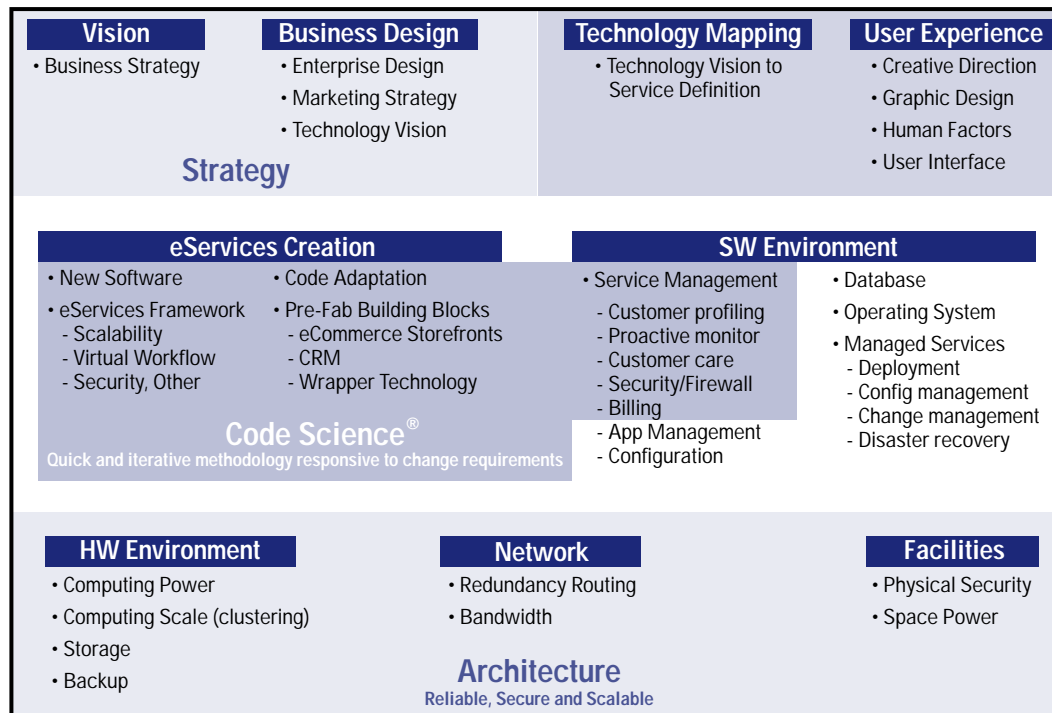 Vision
• Business Strategy
Business Design
• Enterprise Design
• Marketing Strategy
• Technology Vision
Strategy
Technology Mapping
• Technology Vision to
Service Definition
User Experience
• Creative Direction
• Graphic Design
• Human Factors
• User Interface
eServices Creation
• New Software
• eServices Framework
- Scalability
- Virtual Workflow
- Security, Other
• Code Adaptation
• Pre-Fab Building Blocks
- eCommerce Storefronts
- CRM
- Wrapper Technology
Code Science®
Quick and iterative methodology responsive to change requirements
SW Environment
• Service Management
- Customer profiling
- Proactive monitor
- Customer care
- Security/Firewall
- Billing
- App Management
- Configuration
• Database
• Operating System
• Managed Services
- Deployment
- Config management
- Change management
- Disaster recovery
HW Environment
• Computing Power
• Computing Scale (clustering)
• Storage
• Backup
Network
• Redundancy Routing
• Bandwidth
Facilities
• Physical Security
• Space Power
Architecture
Reliable, Secure and Scalable